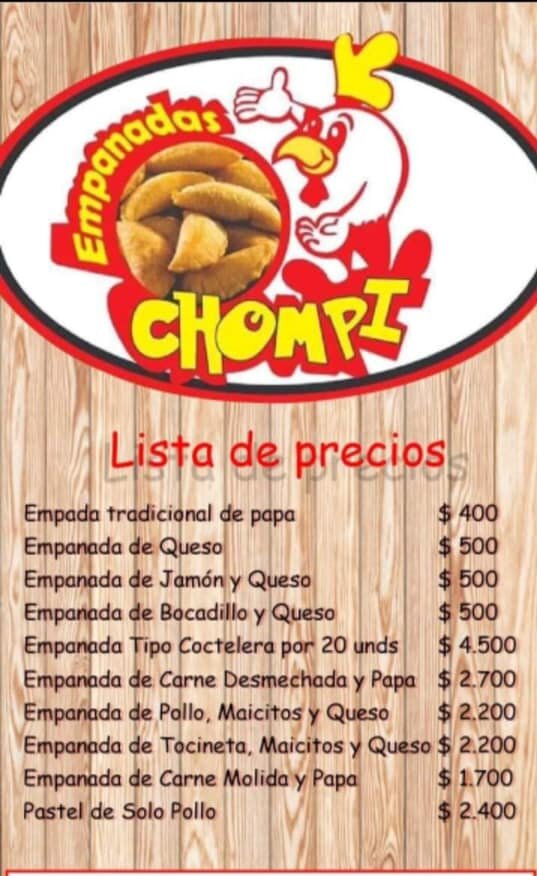 Empanadas
CHOMPI
Lista de precios
Empada tradicional de papa $ 400
Empanada de Queso $ 500
Empanada de Jamón y Queso $ 500
Empanada de Bocadillo y Queso $ 500
Empanada Tipo Coctelera por 20 unds $ 4.500
Empanada de Carne Desmechada y Papa $ 2.700
Empanada de Pollo, Maicitos y Queso $ 2.200
Empanada de Tocineta, Maicitos y Queso $ 2.200
Empanada de Carne Molida y Papa $ 1.700
Pastel de Solo Pollo $ 2.400